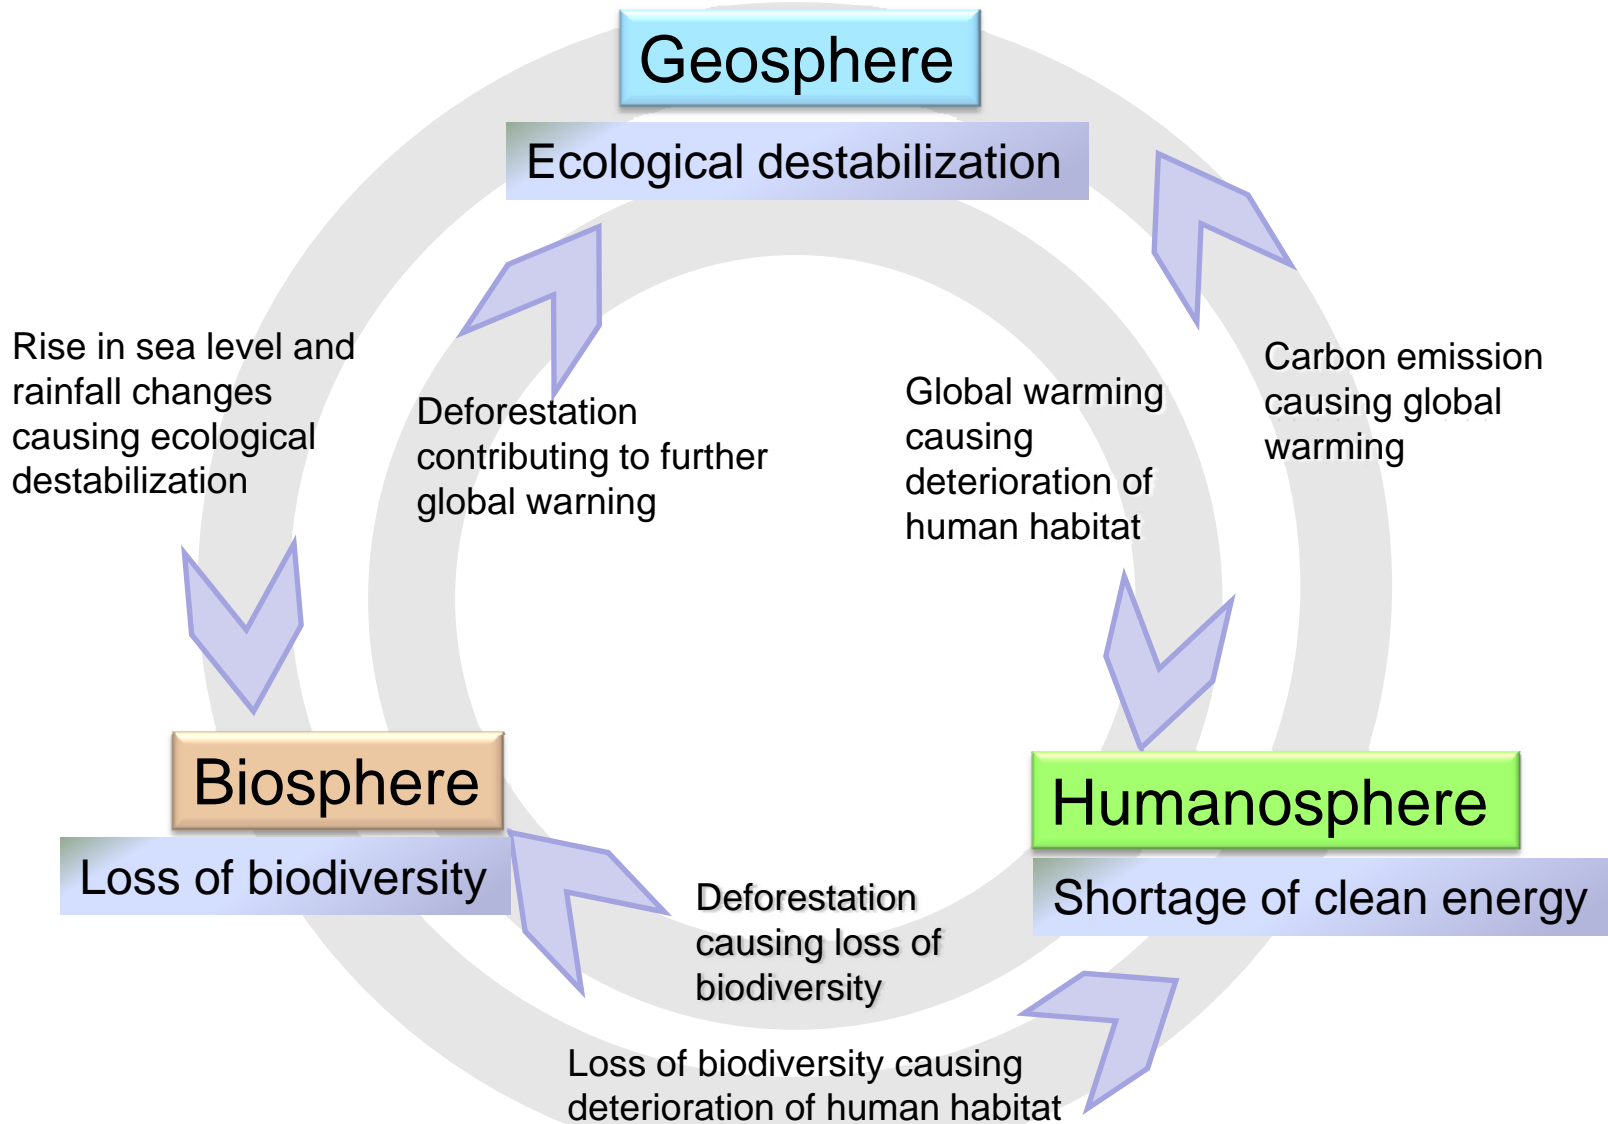 Geosphere
Ecological destabilization
Rise in sea level and
rainfall changes
causing ecological
destabilization
Deforestation
contributing to further
global warning
Global warming
causing
deterioration of
human habitat
Carbon emission
causing global
warming
Biosphere
Loss of biodiversity
Humanosphere
Shortage of clean energy
Deforestation
causing loss of
biodiversity
Loss of biodiversity causing
deterioration of human habitat